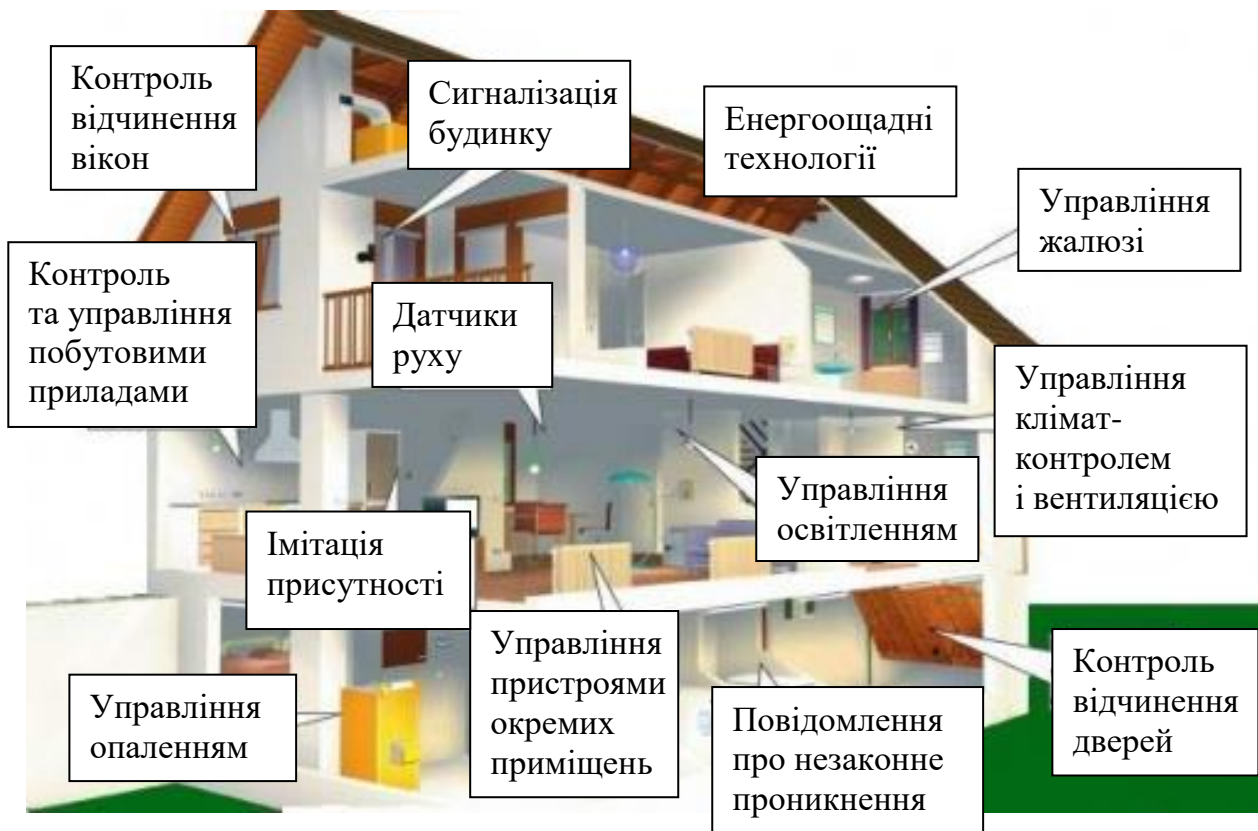 Контроль
відчинення
вікон
Сигналізація
будинку
Енергоощадні
технології
Управління
жалюзі
Контроль
та управління
побутовими
приладами
Датчики
руху
Управління
клімат-
контролем
і вентиляцією
Управління
освітленням
Імітація
присутності
Управління
пристроями
окремих
приміщень
Контроль
відчинення
дверей
Управління
опаленням
Повідомлення
про незаконне
проникнення